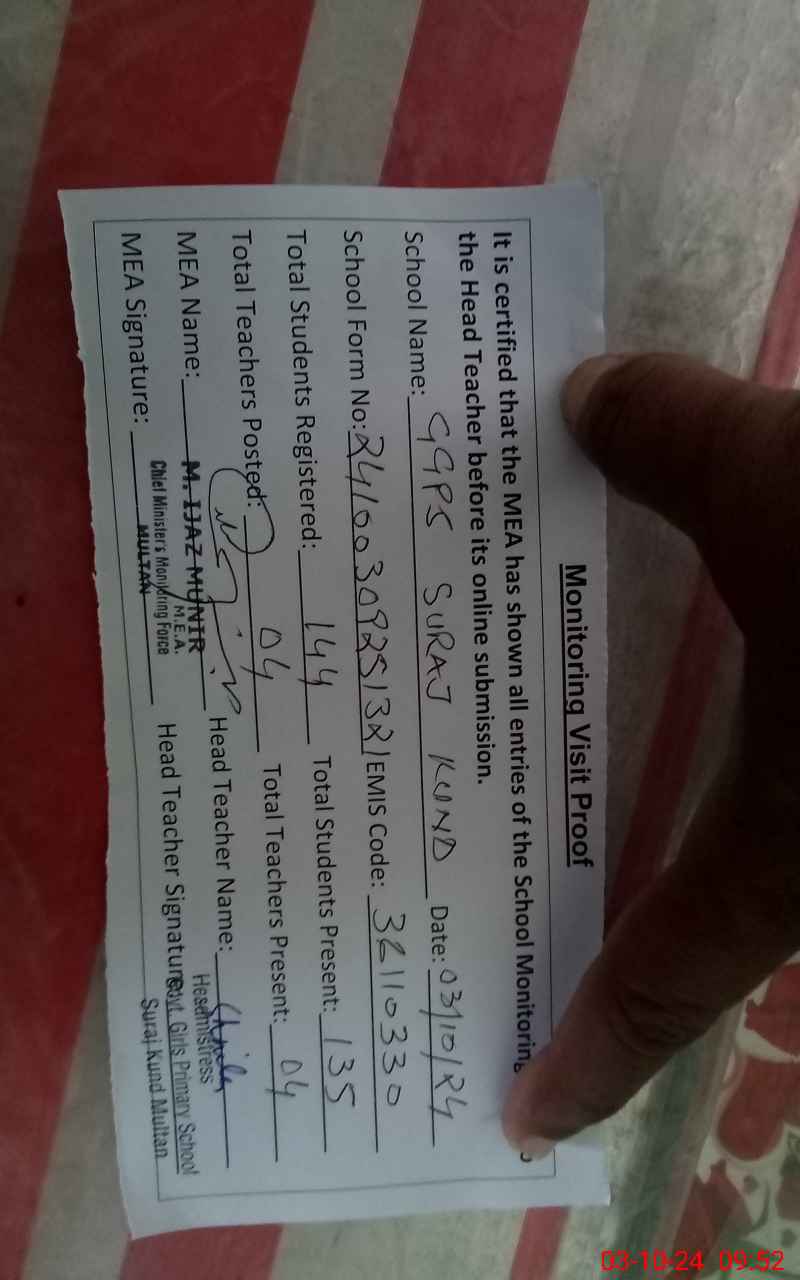 Monitoring Visit Proof
It is certified that the MEA has shown all entries of the School Monitoring
the Head Teacher before its online submission.
School Name: GGPS SURAJ KUND Date: 03/10/24
School Form No: 2410030925132 EMIS Code: 36110330
Total Students Registered: 144 Total Students Present: 135
Total Teachers Posted: 04 Total Teachers Present: 04
MEA Name: M. IJAZ MUNIR Head Teacher Name:
M.E.A.
Chief Minister's Monitoring Force
MULTAN
MEA Signature: Head Teacher Signature
Headmistress
Govt. Girls Primary School
Suraj Kund Multan
03-10-24 09:52